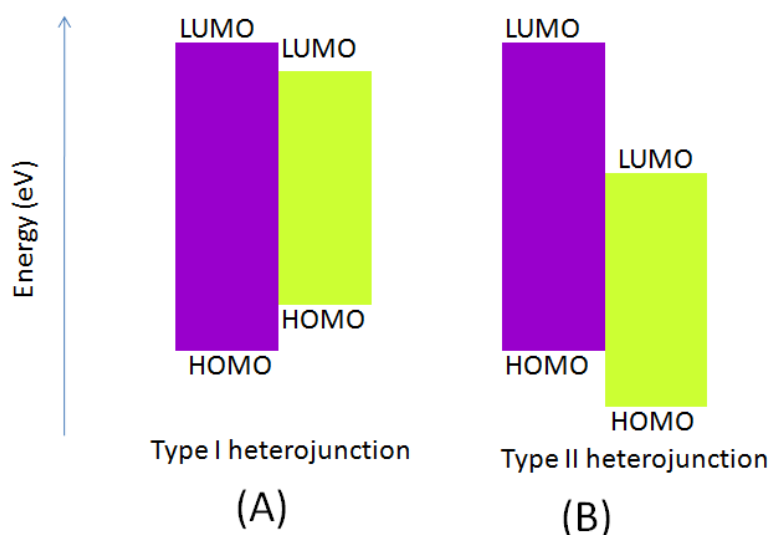 LUMO
LUMO
LUMO
LUMO
Energy (eV)
HOMO
HOMO
HOMO
HOMO
Type I heterojunction
Type II heterojunction
(A)
(B)